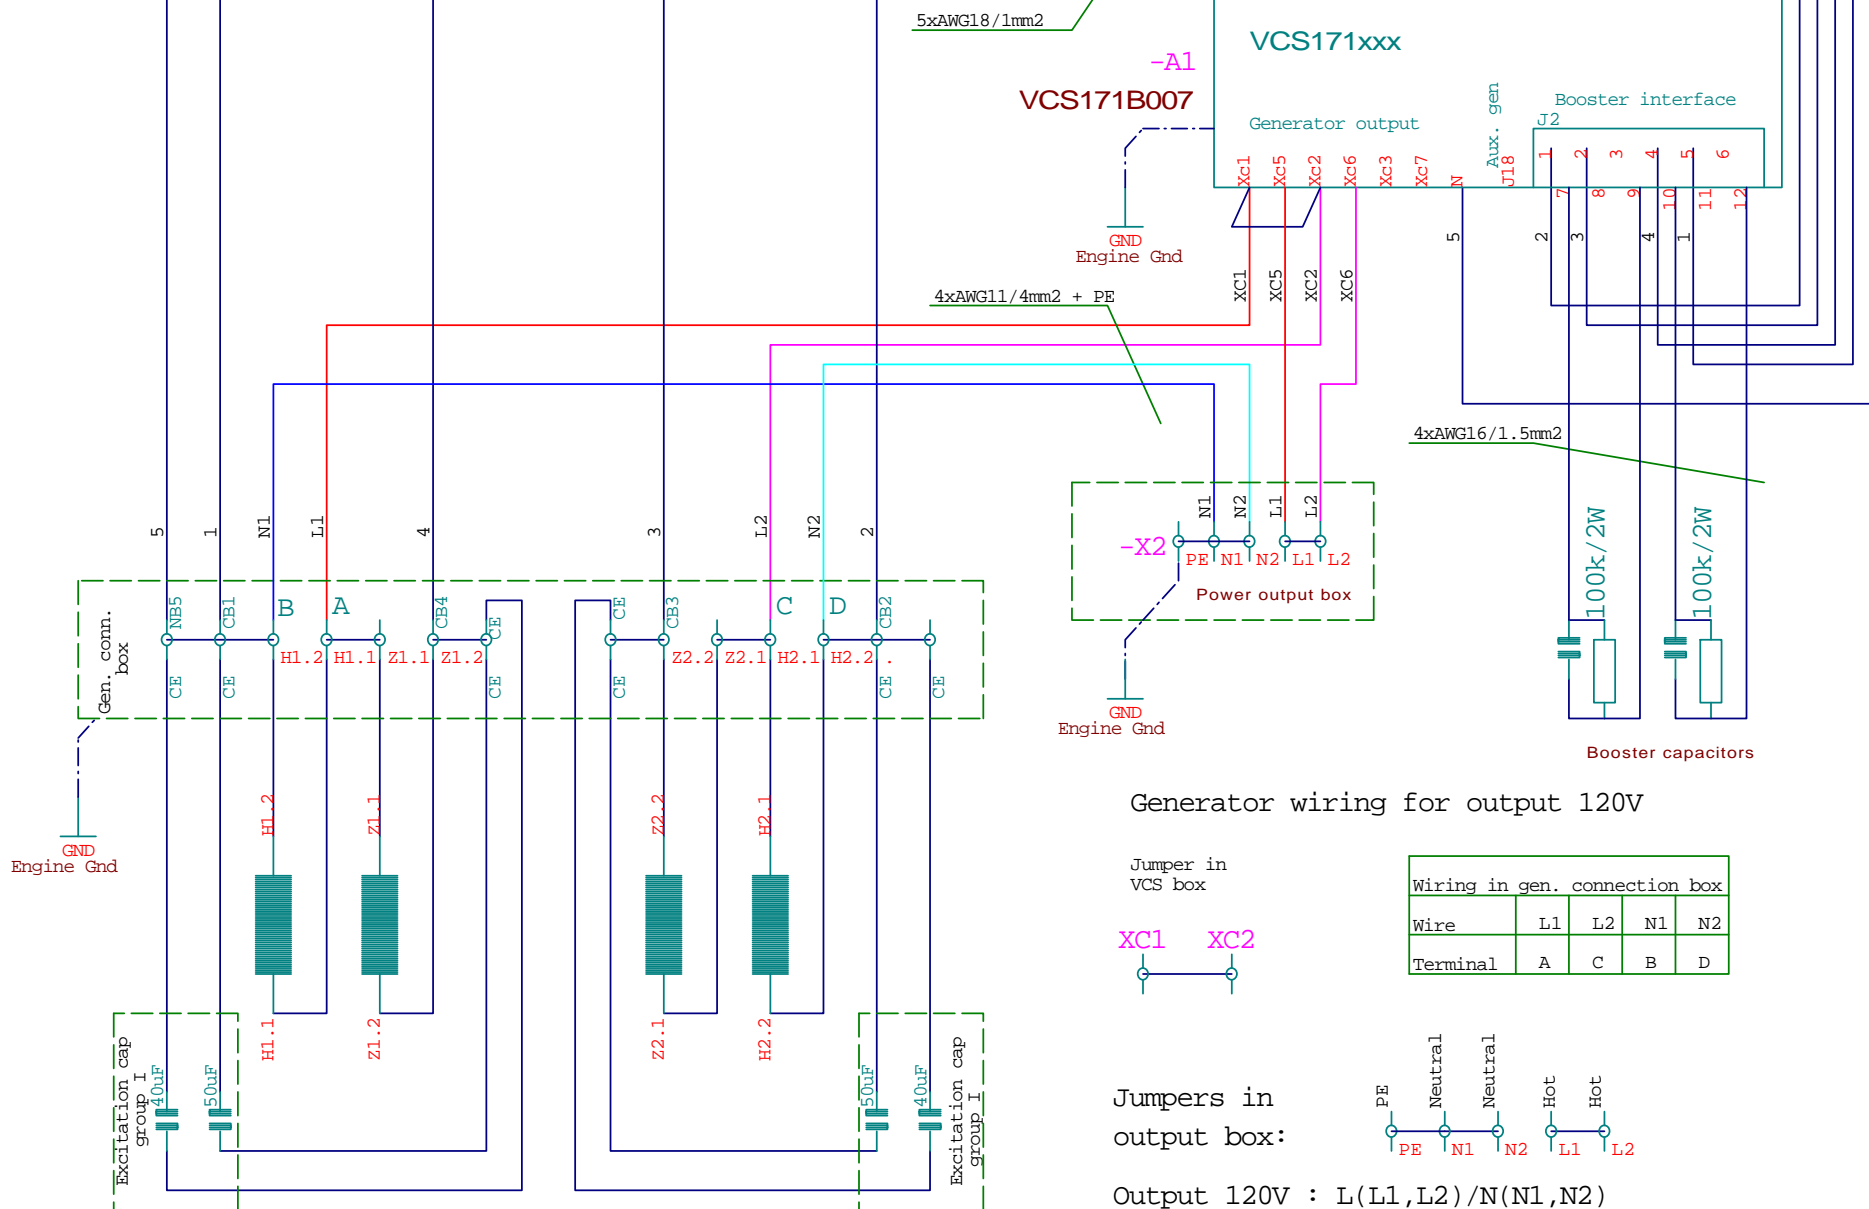 5xAWG18/1mm2
VCS171xxx
-A1
VCS171B007
Generator output
Aux. gen
J18
Booster interface
J2
Xc1 Xc5 Xc2 Xc6 Xc3 Xc7 N
1 2 3 4 5 6
7 8 9 10 11 12
GND
Engine Gnd
XC1 XC5 XC2 XC6
5 2 3 4 1
4xAWG11/4mm2 + PE
4xAWG16/1.5mm2
5 1 N1 L1 4 3 L2 N2 2
N1 N2 L1 L2
-X2
PE N1 N2 L1 L2
Power output box
GND
Engine Gnd
100k/2W 100k/2W
Booster capacitors
Gen. conn.
box
NB5 CB1 B A CB4 CE CE CB3 C D CB2
H1.2 H1.1 Z1.1 Z1.2 Z2.2 Z2.1 H2.1 H2.2 .
CE CE CE CE CE CE
GND
Engine Gnd
H1.2 Z1.1 Z2.2 H2.1
H1.1 Z1.2 Z2.1 H2.2
Excitation cap
group I
40uF 50uF
50uF 40uF
Excitation cap
group I
Generator wiring for output 120V
Jumper in
VCS box
XC1 XC2
Wiring in gen. connection box
Wire L1 L2 N1 N2
Terminal A C B D
Jumpers in
output box:
PE Neutral Neutral Hot Hot
PE N1 N2 L1 L2
Output 120V : L(L1,L2)/N(N1,N2)